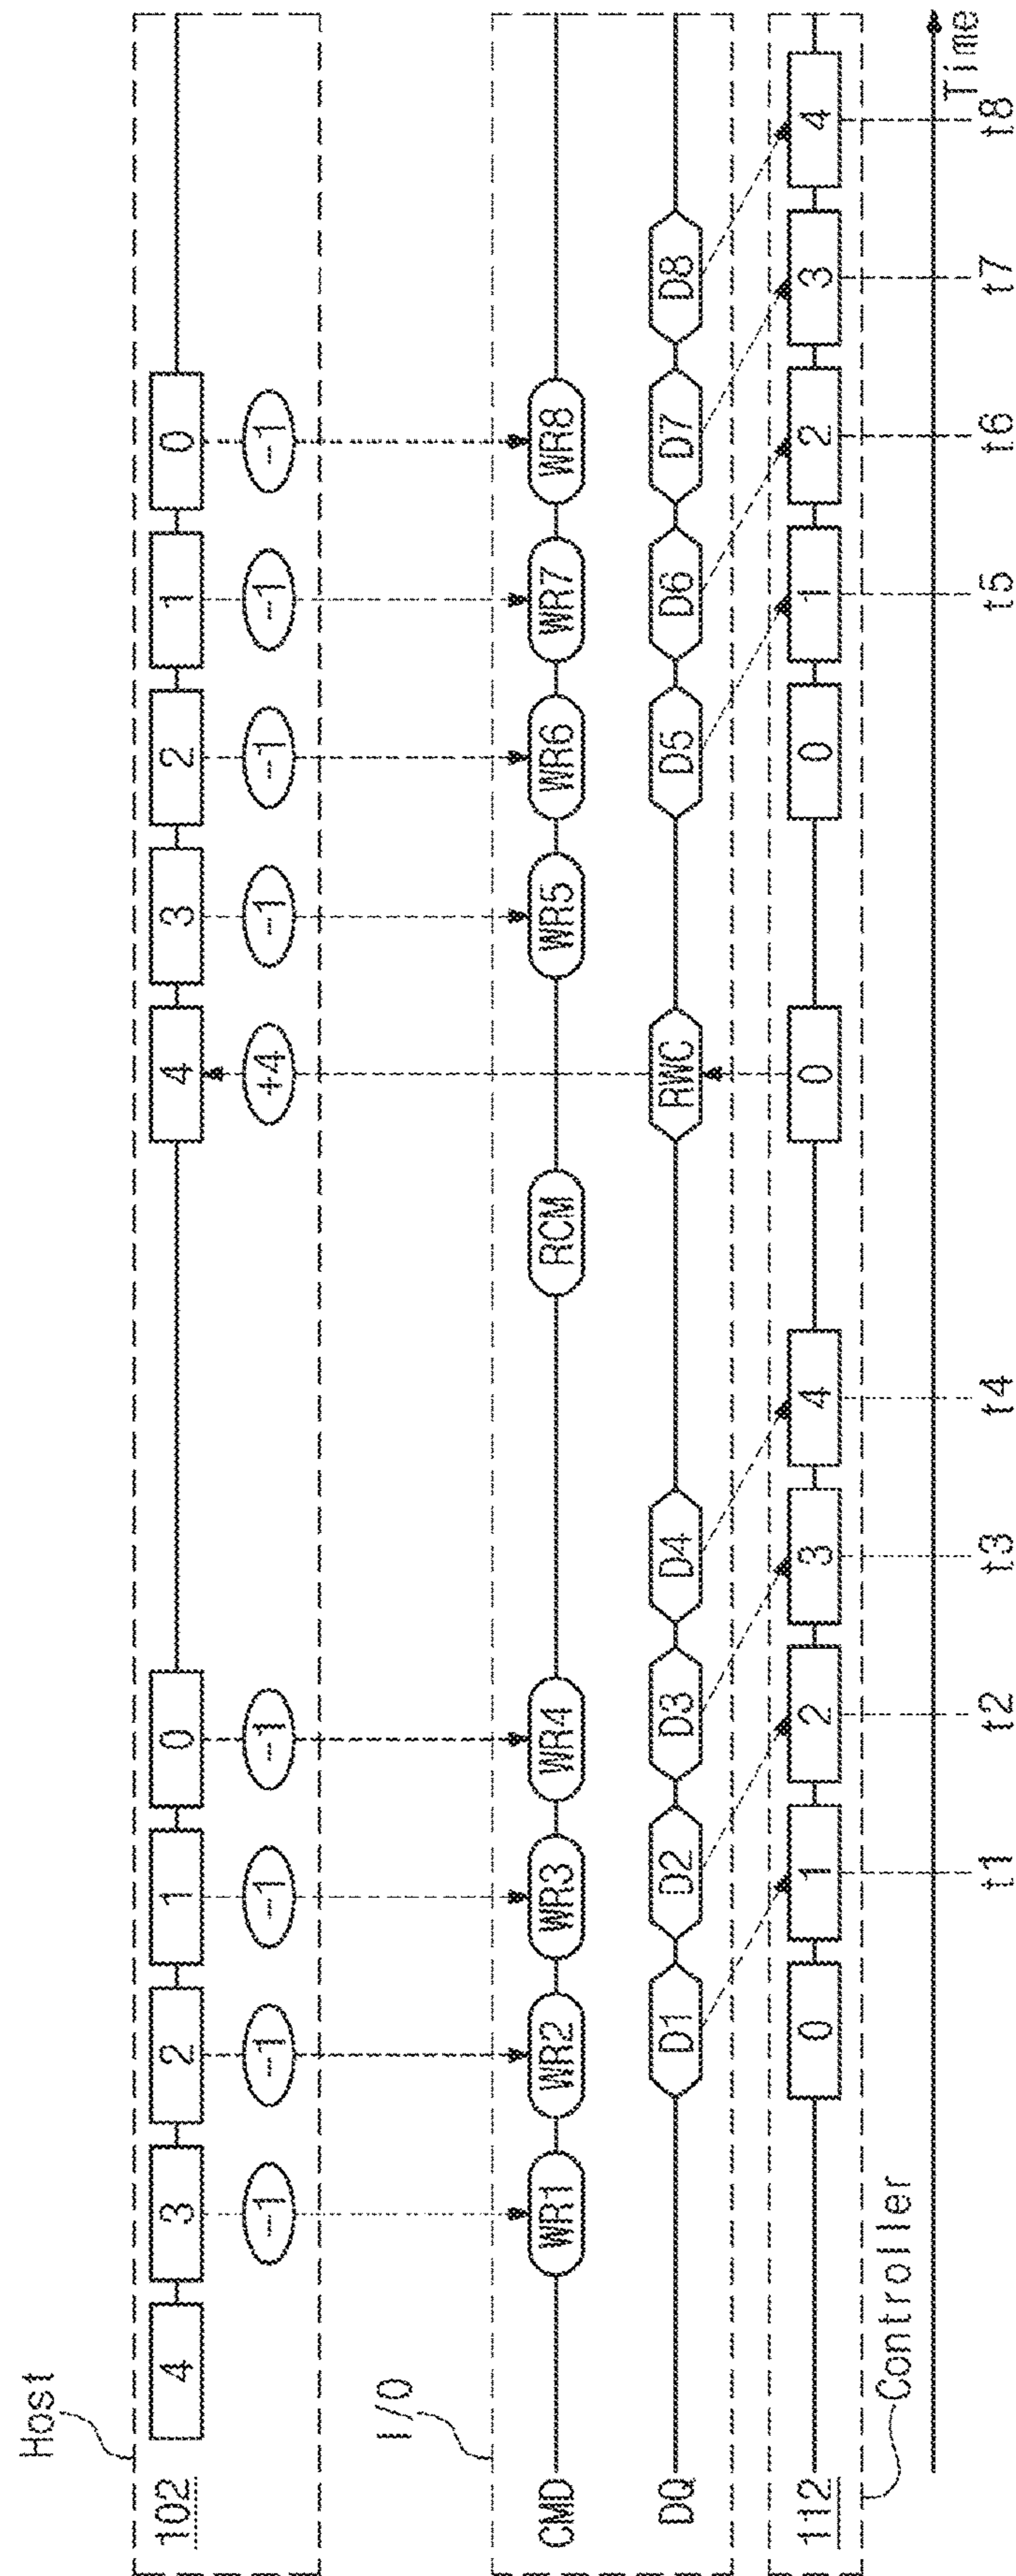 Host
102
4 3 2 1 0 4 3 2 1 0
-1 -1 -1 -1 +4 -1 -1 -1 -1
I/O
CMD WR1 WR2 WR3 WR4 RCM WR5 WR6 WR7 WR8
DQ D1 D2 D3 D4 RWC D5 D6 D7 D8
112 0 1 2 3 4 0 0 1 2 3 4
Controller
Time
t1 t2 t3 t4 t5 t6 t7 t8